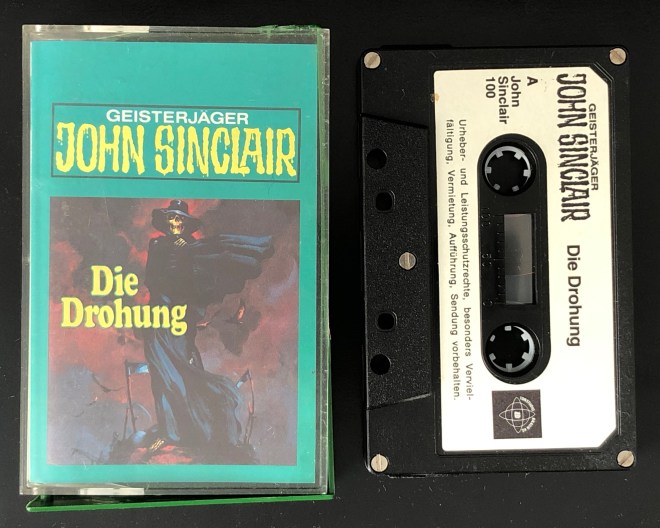 GEISTERJÄGER
JOHN SINCLAIR
Die
Drohung
GEISTERJÄGER
JOHN SINCLAIR
Die Drohung
A
John
Sinclair
100
Urheber- und Leistungsschutzrechte, besonders Verviel-
fältigung, Vermietung, Aufführung, Sendung vorbehalten.